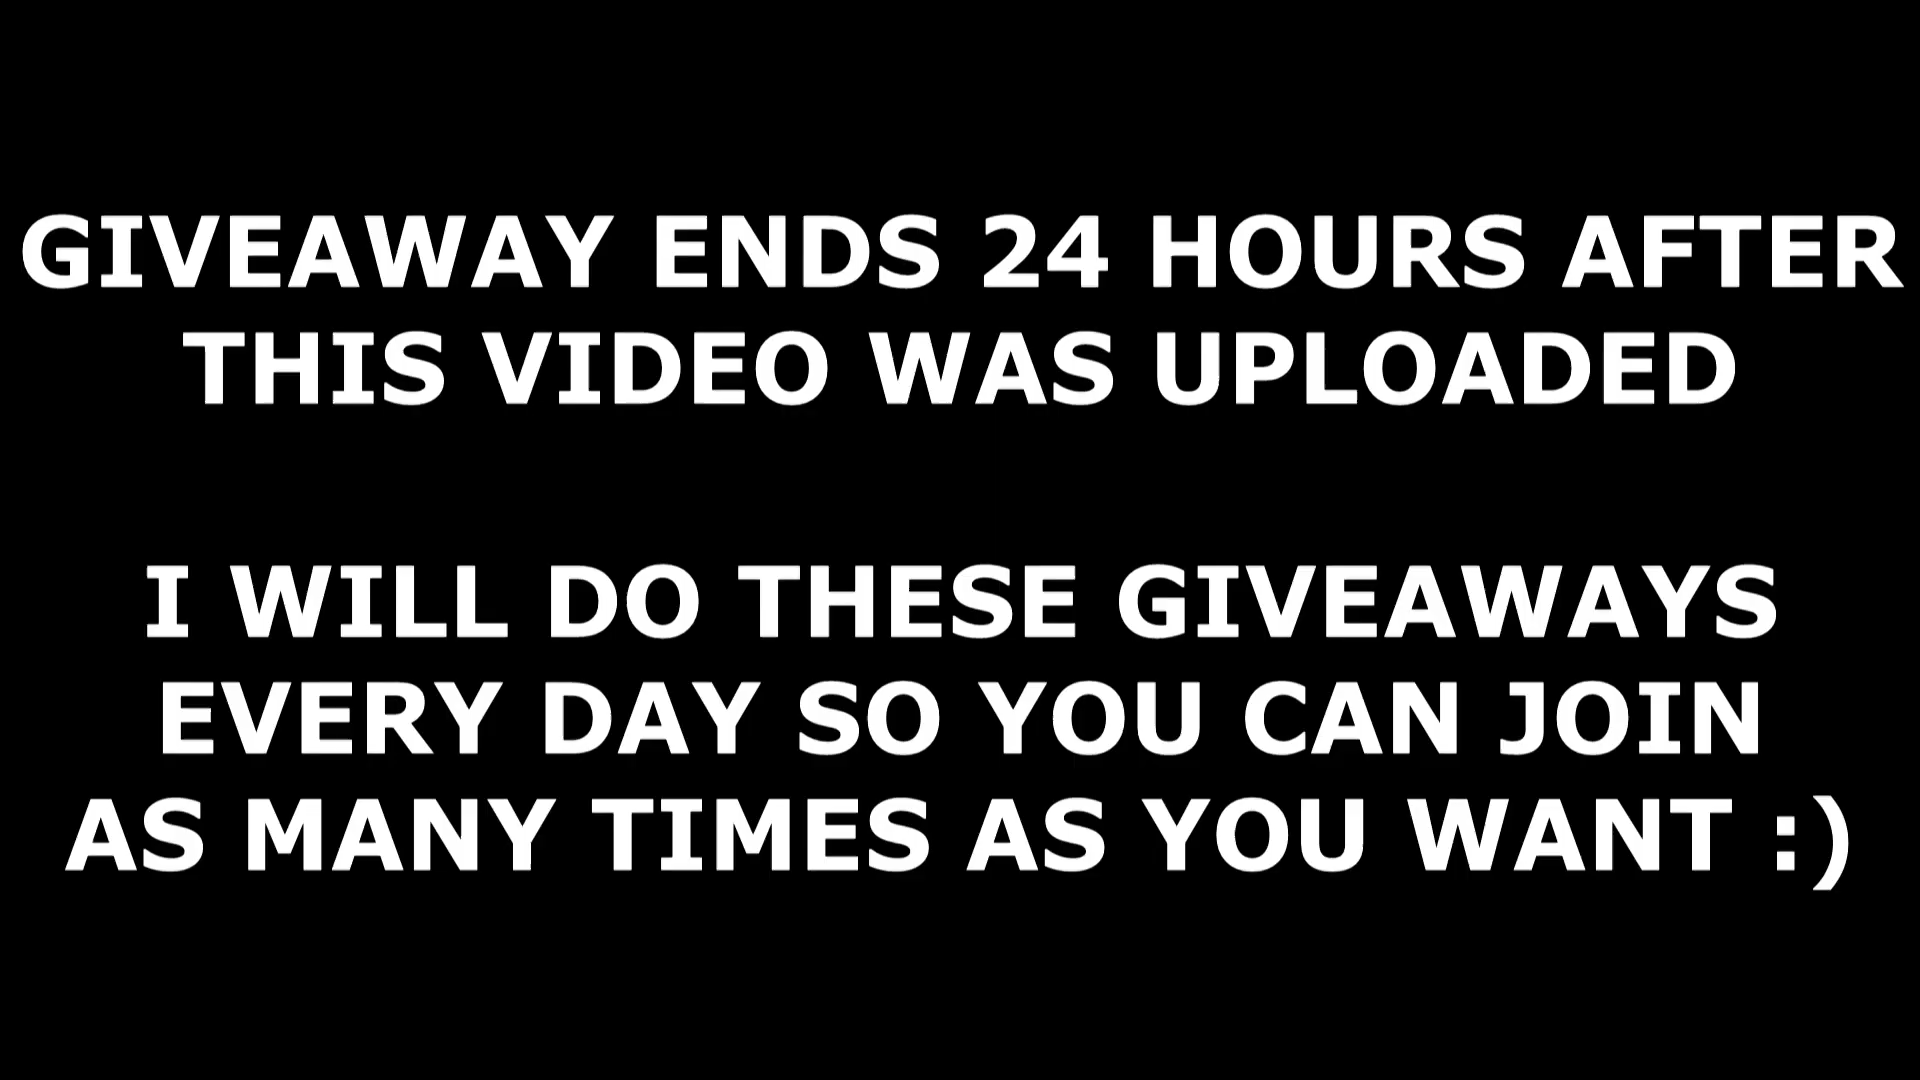 GIVEAWAY ENDS 24 HOURS AFTER
THIS VIDEO WAS UPLOADED
I WILL DO THESE GIVEAWAYS
EVERY DAY SO YOU CAN JOIN
AS MANY TIMES AS YOU WANT :)